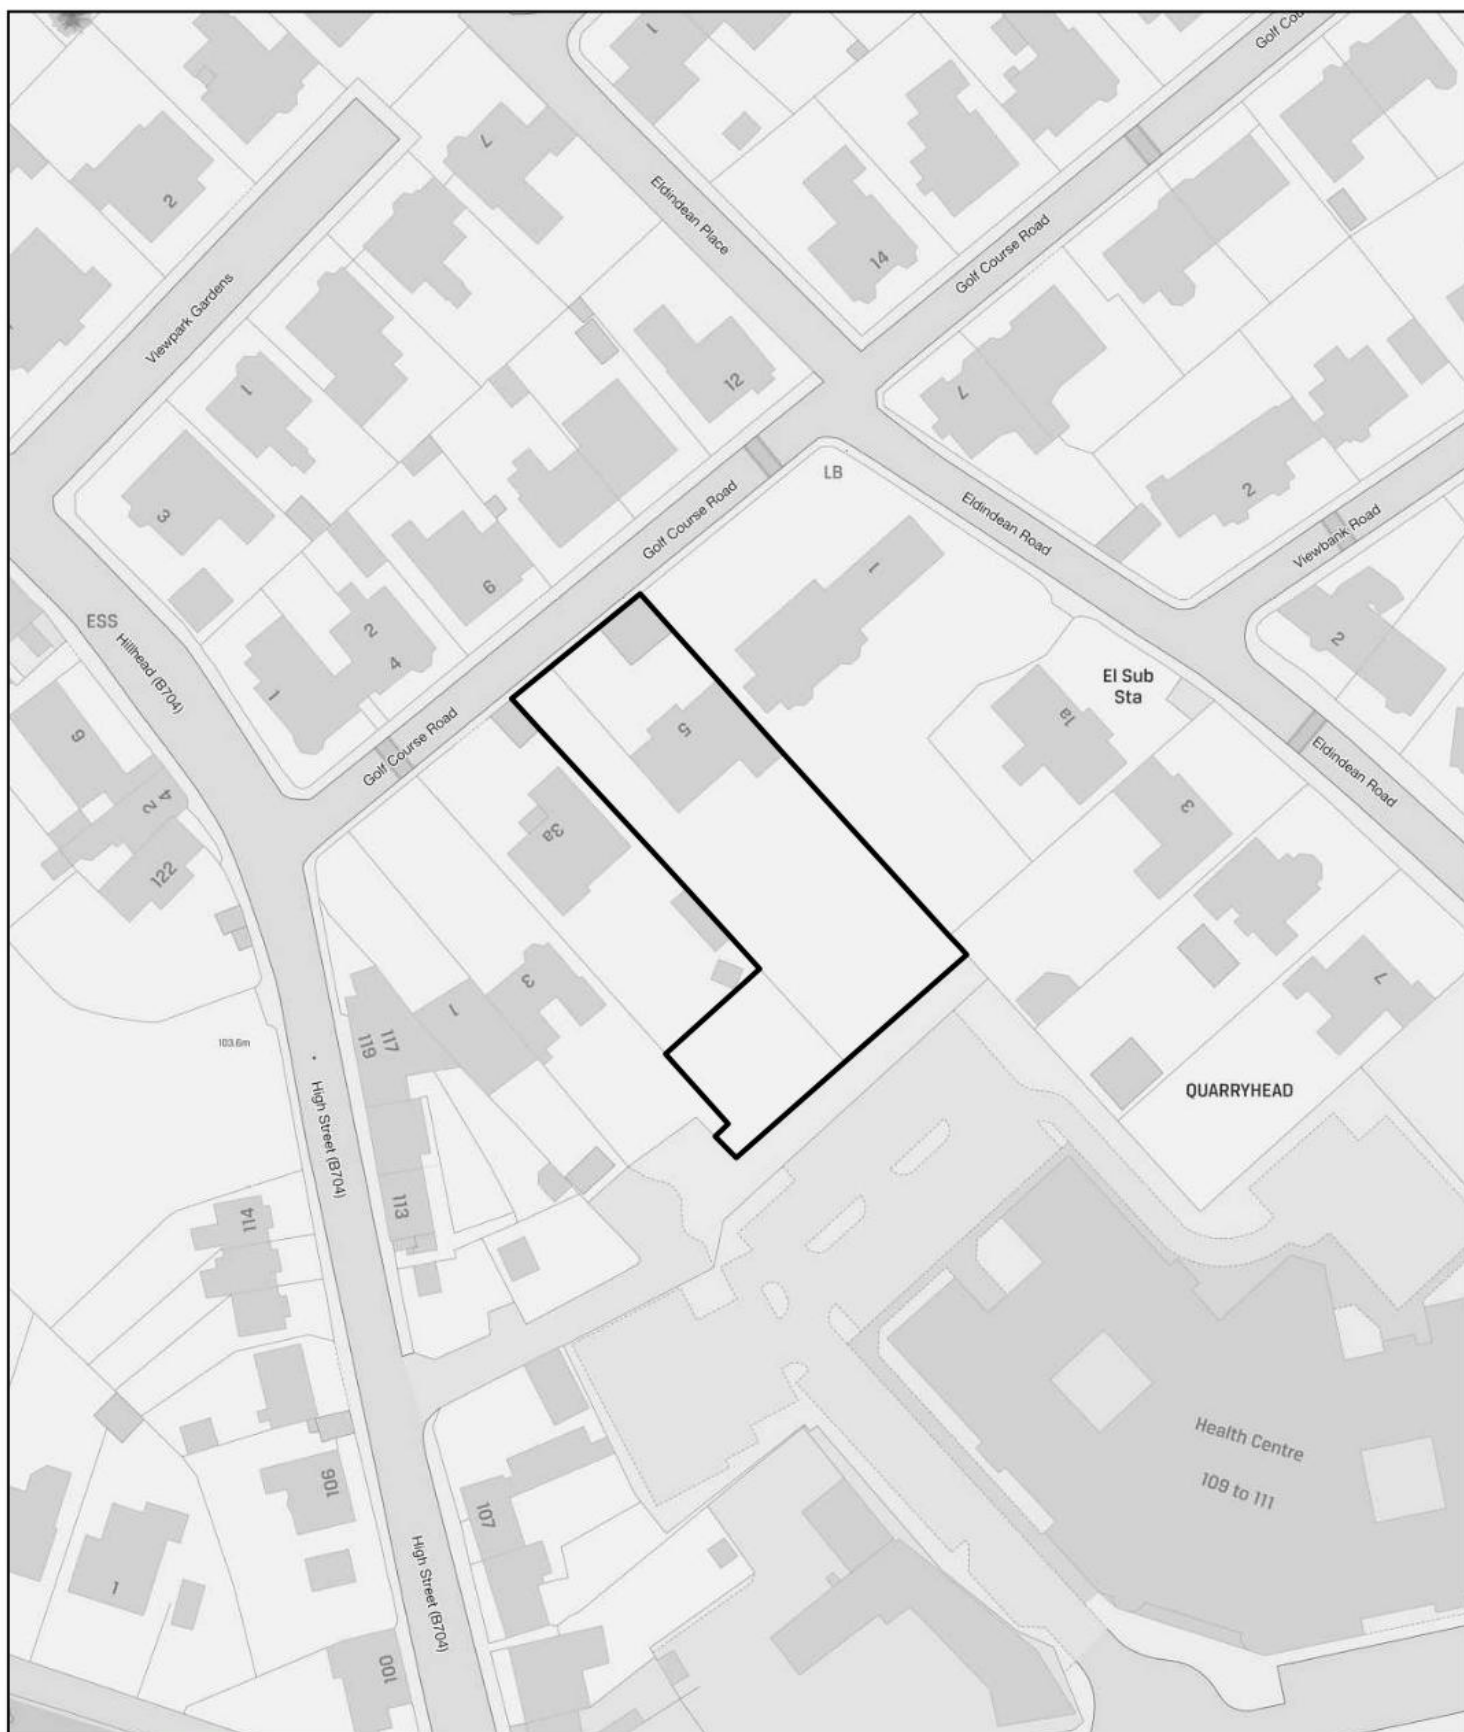 Golf Cou
1
7
2
Eldindean Place
14
Golf Course Road
Viewpark Gardens
1
12
7
LB
Golf Course Road
2
3
Eldindean Road
Viewbank Road
6
1
ESS
Hillhead (B704)
2
4
1
2
El Sub
Sta
1a
5
9
Golf Course Road
Eldindean Road
2
4
3
3a
122
3
1
7
119
117
103.6m
QUARRYHEAD
High Street (B704)
113
114
Health Centre
109 to 111
106
107
1
High Street (B704)
100